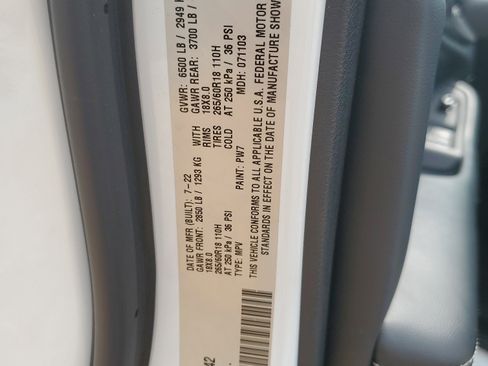 DATE OF MFR (BUILT): 7-22 GVWR: 6500 LB / 2949
GAWR FRONT: 2850 LB / 1293 KG WITH GAWR REAR: 3700 LB /
18X8.0 RIMS 18X8.0
265/60R18 110H TIRES 265/60R18 110H
AT 250 kPa / 36 PSI COLD AT 250 kPa / 36 PSI
TYPE: MPV PAINT: PW7 MDH: 071103
THIS VEHICLE CONFORMS TO ALL APPLICABLE U.S.A. FEDERAL MOTOR
STANDARDS IN EFFECT ON THE DATE OF MANUFACTURE SHOW
42